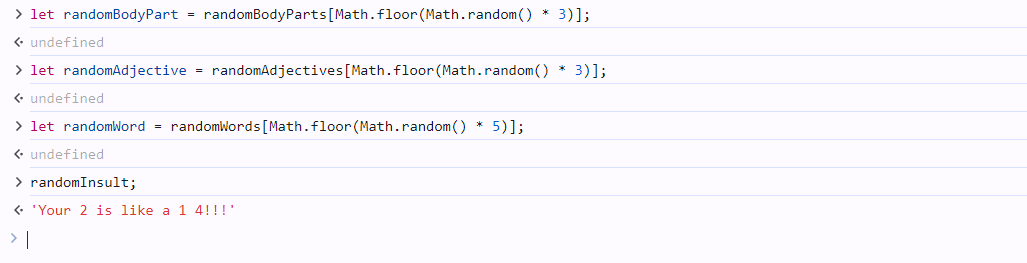 > let randomBodyPart = randomBodyParts[Math.floor(Math.random() * 3)];
undefined
> let randomAdjective = randomAdjectives[Math.floor(Math.random() * 3)];
undefined
> let randomWord = randomWords[Math.floor(Math.random() * 5)];
undefined
> randomInsult;
'Your 2 is like a 1 4!!!'
>